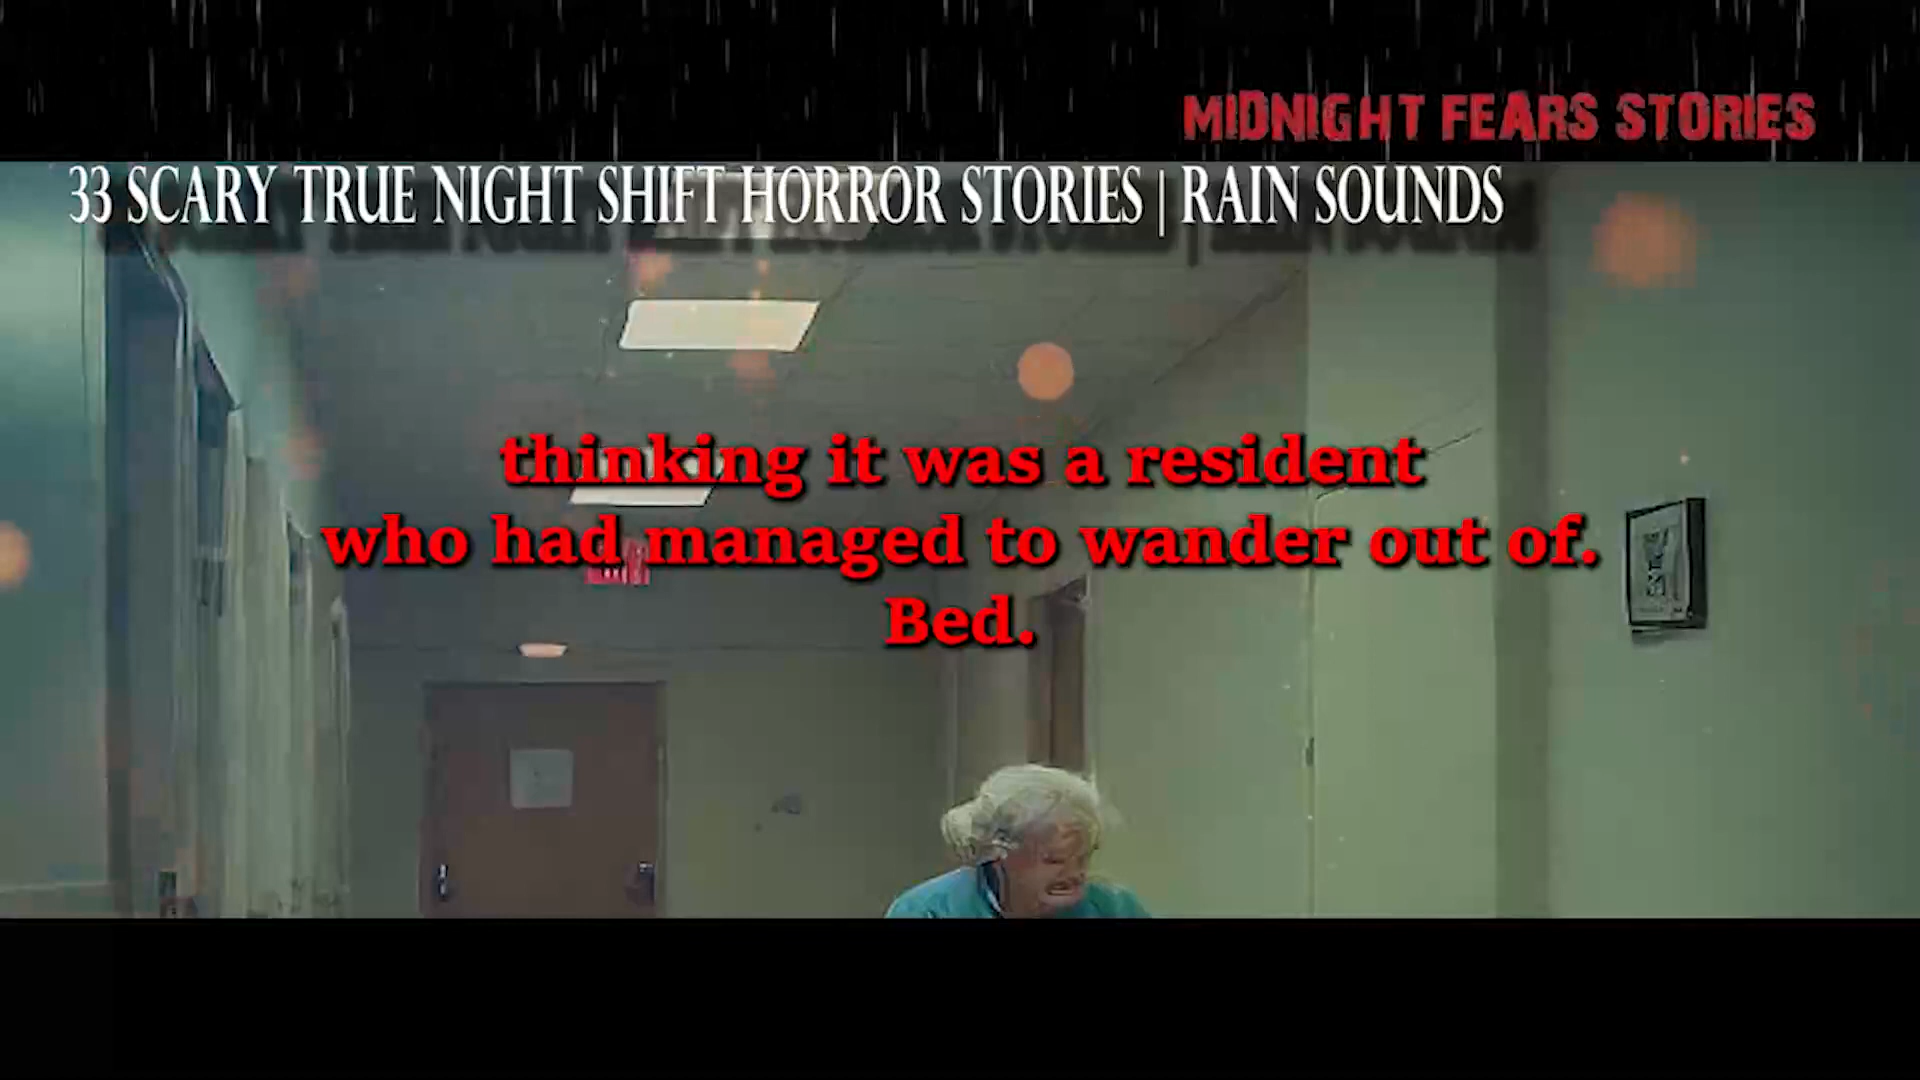 MIDNIGHT FEARS STORIES
33 SCARY TRUE NIGHT SHIFT HORROR STORIES | RAIN SOUNDS
thinking it was a resident
who had managed to wander out of.
Bed.